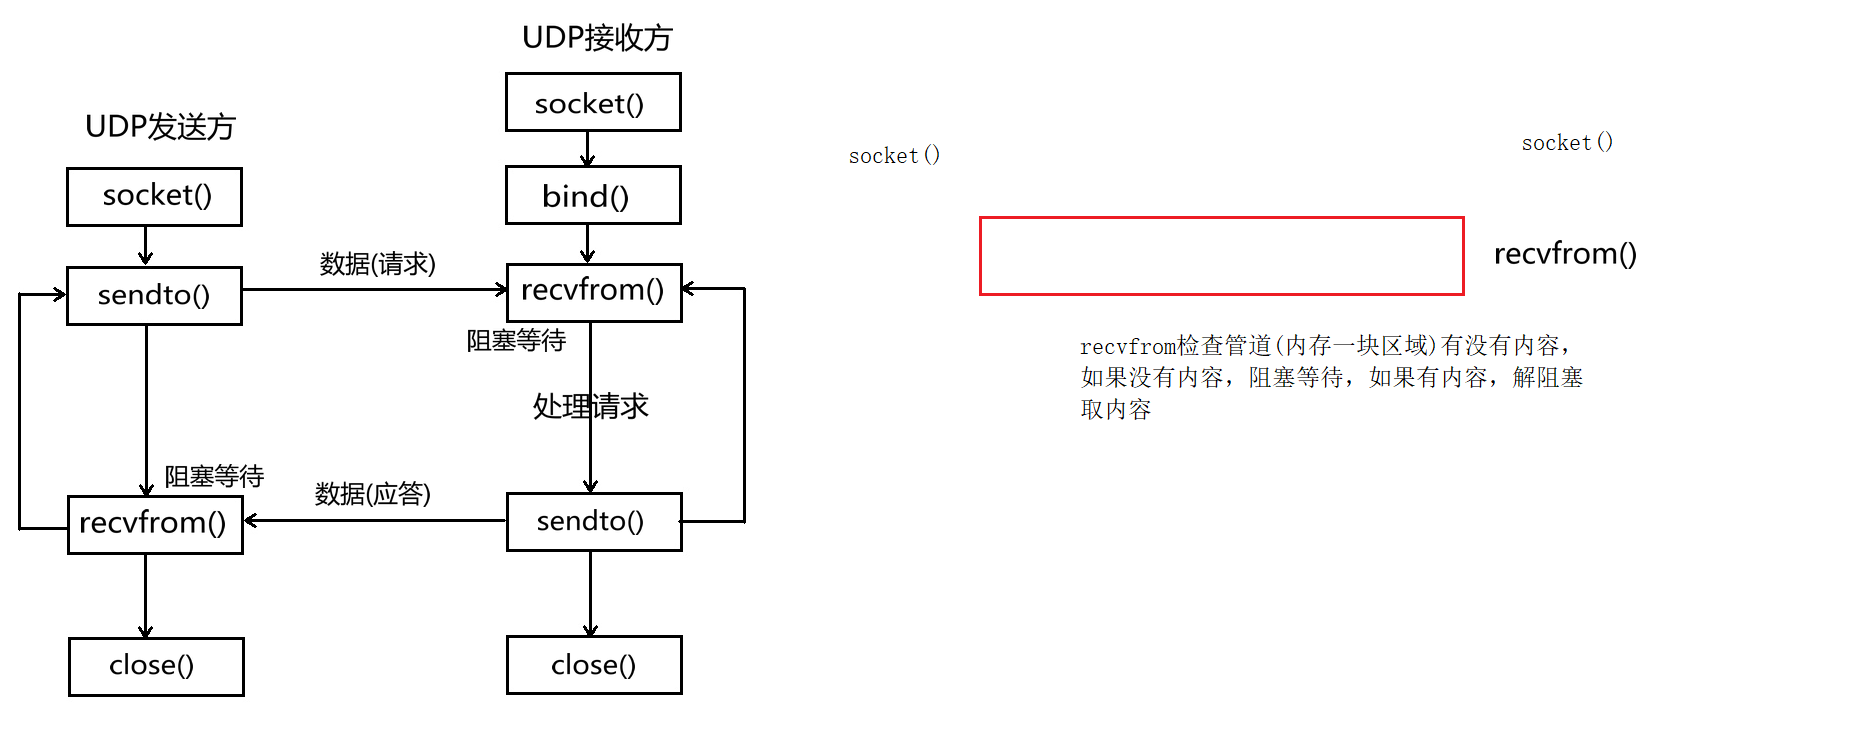 UDP接收方
socket()
UDP发送方
bind()
socket()
数据(请求)
sendto()
recvfrom()
阻塞等待
处理请求
阻塞等待
数据(应答)
recvfrom()
sendto()
close()
close()
socket()
socket()
recvfrom()
recvfrom检查管道(内存一块区域)有没有内容，
如果没有内容，阻塞等待，如果有内容，解阻塞
取内容